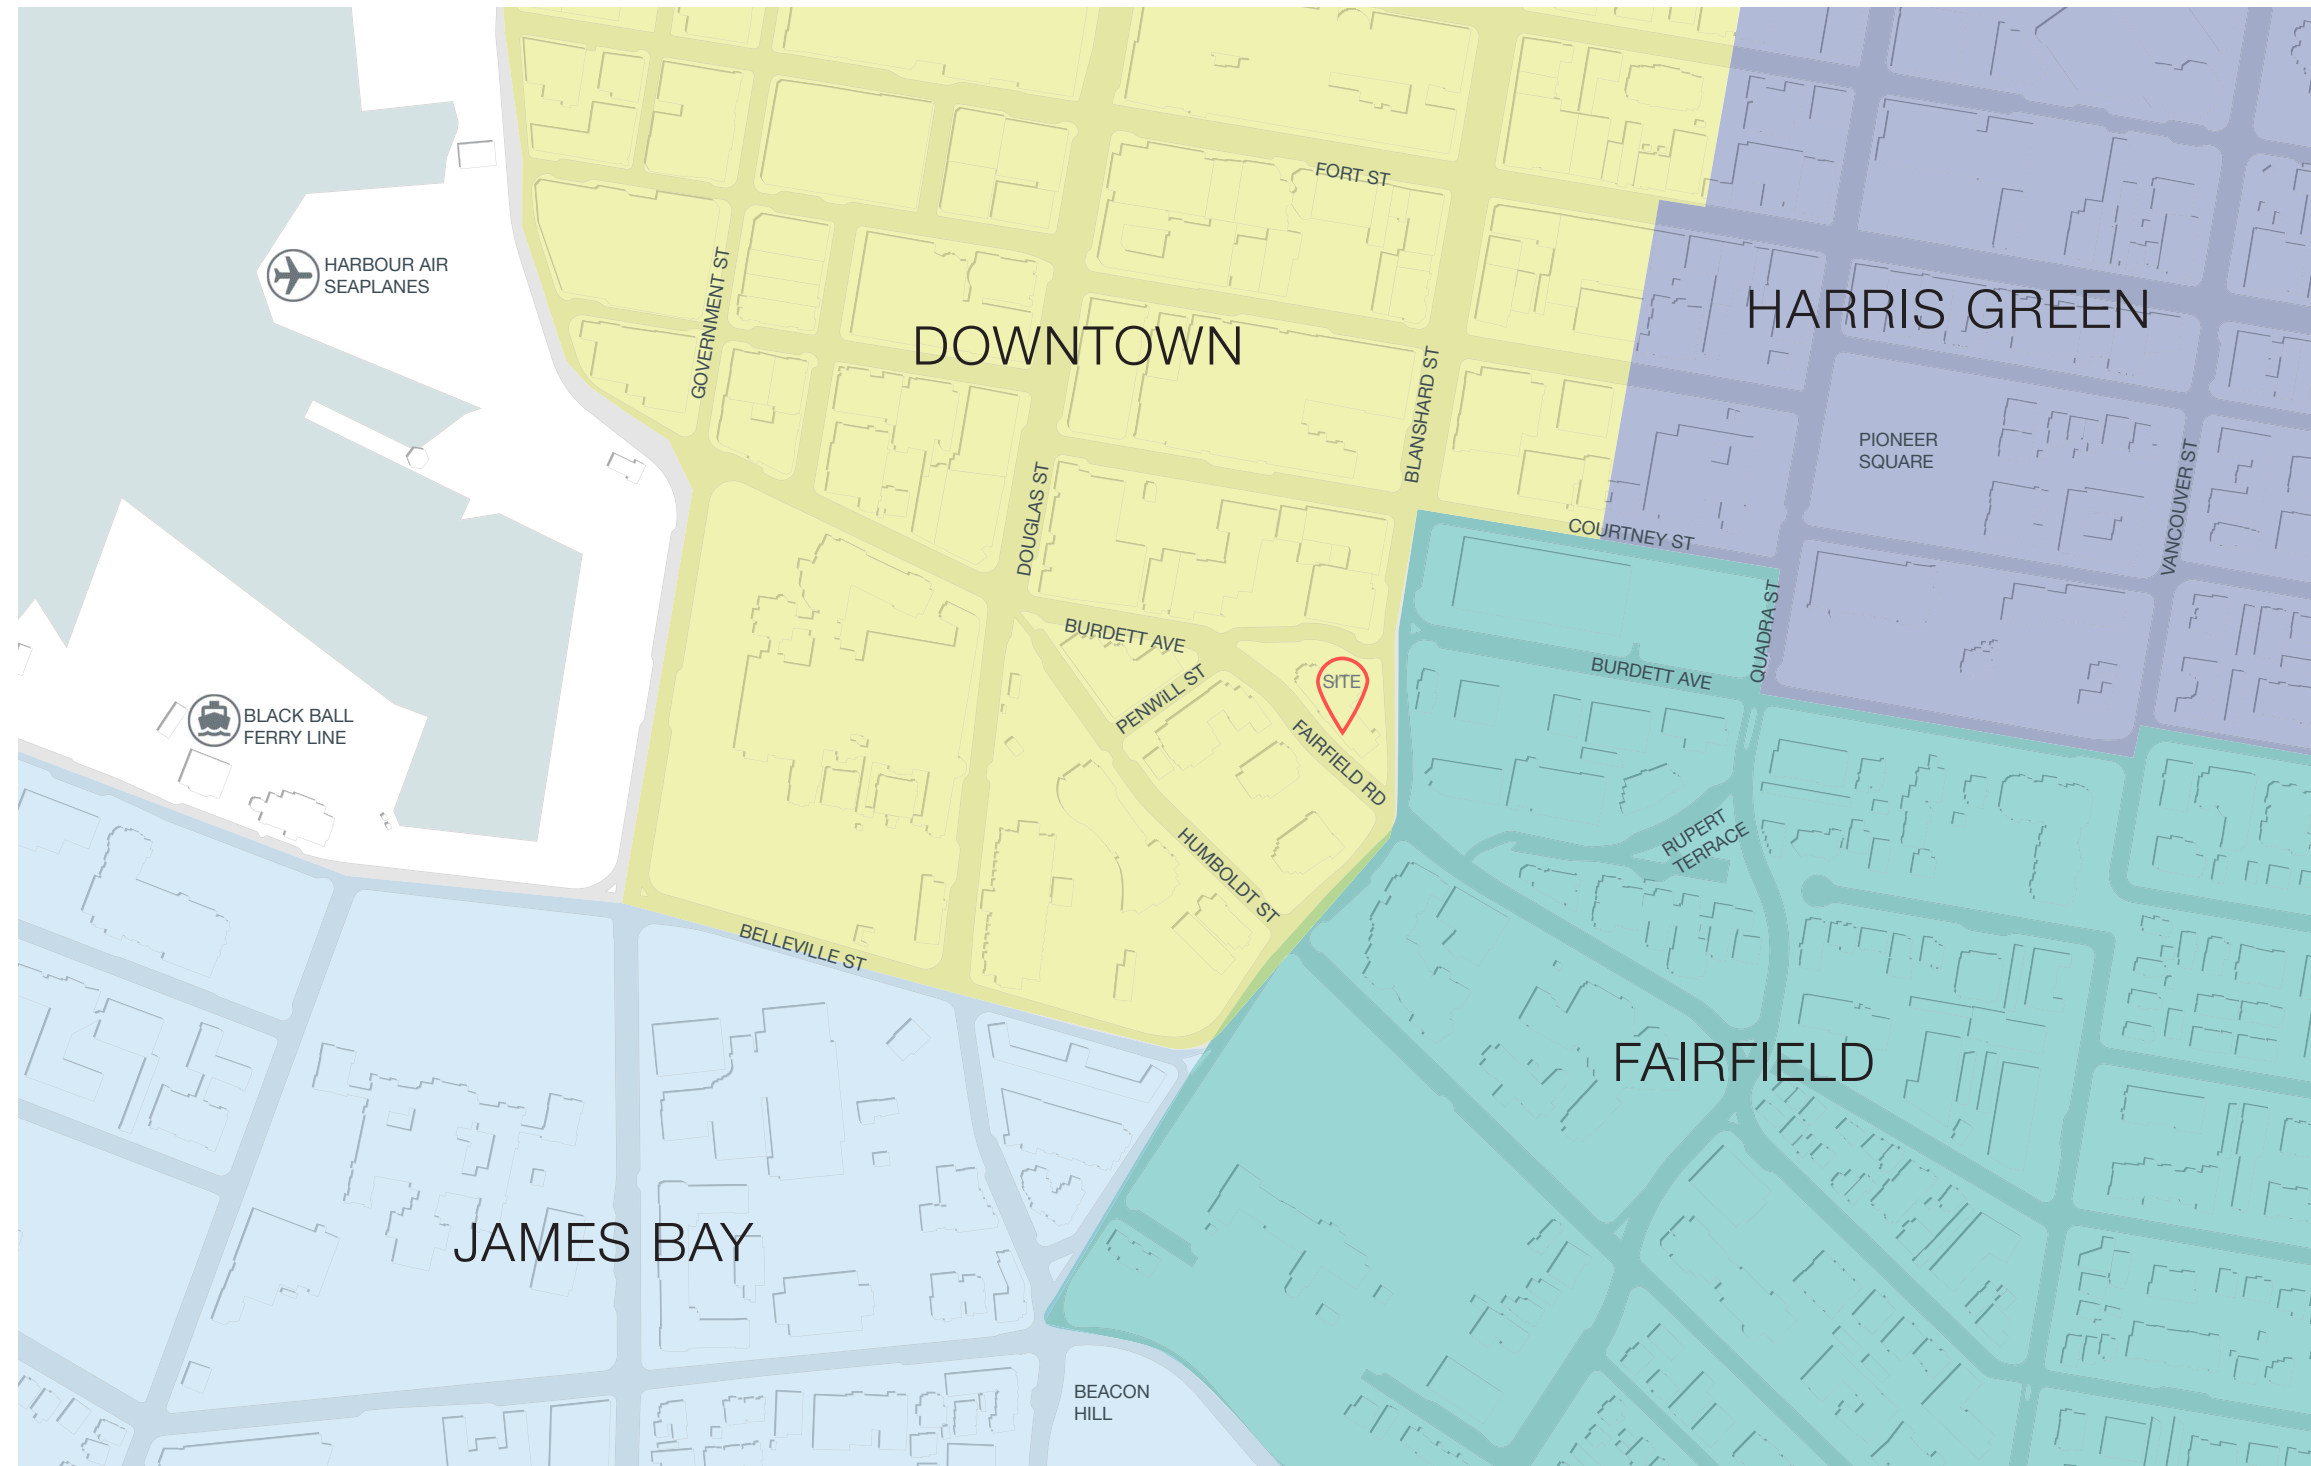 FORT ST
HARBOUR AIR
SEAPLANES
GOVERNMENT ST
DOWNTOWN
HARRIS GREEN
BLANSHARD ST
PIONEER
SQUARE
VANCOUVER ST
DOUGLAS ST
COURTNEY ST
QUADRA ST
BURDETT AVE
BURDETT AVE
SITE
PENWiLL ST
BLACK BALL
FERRY LINE
FAIRFIELD RD
RUPERT
TERRACE
HUMBOLDT ST
BELLEVILLE ST
FAIRFIELD
JAMES BAY
BEACON
HILL